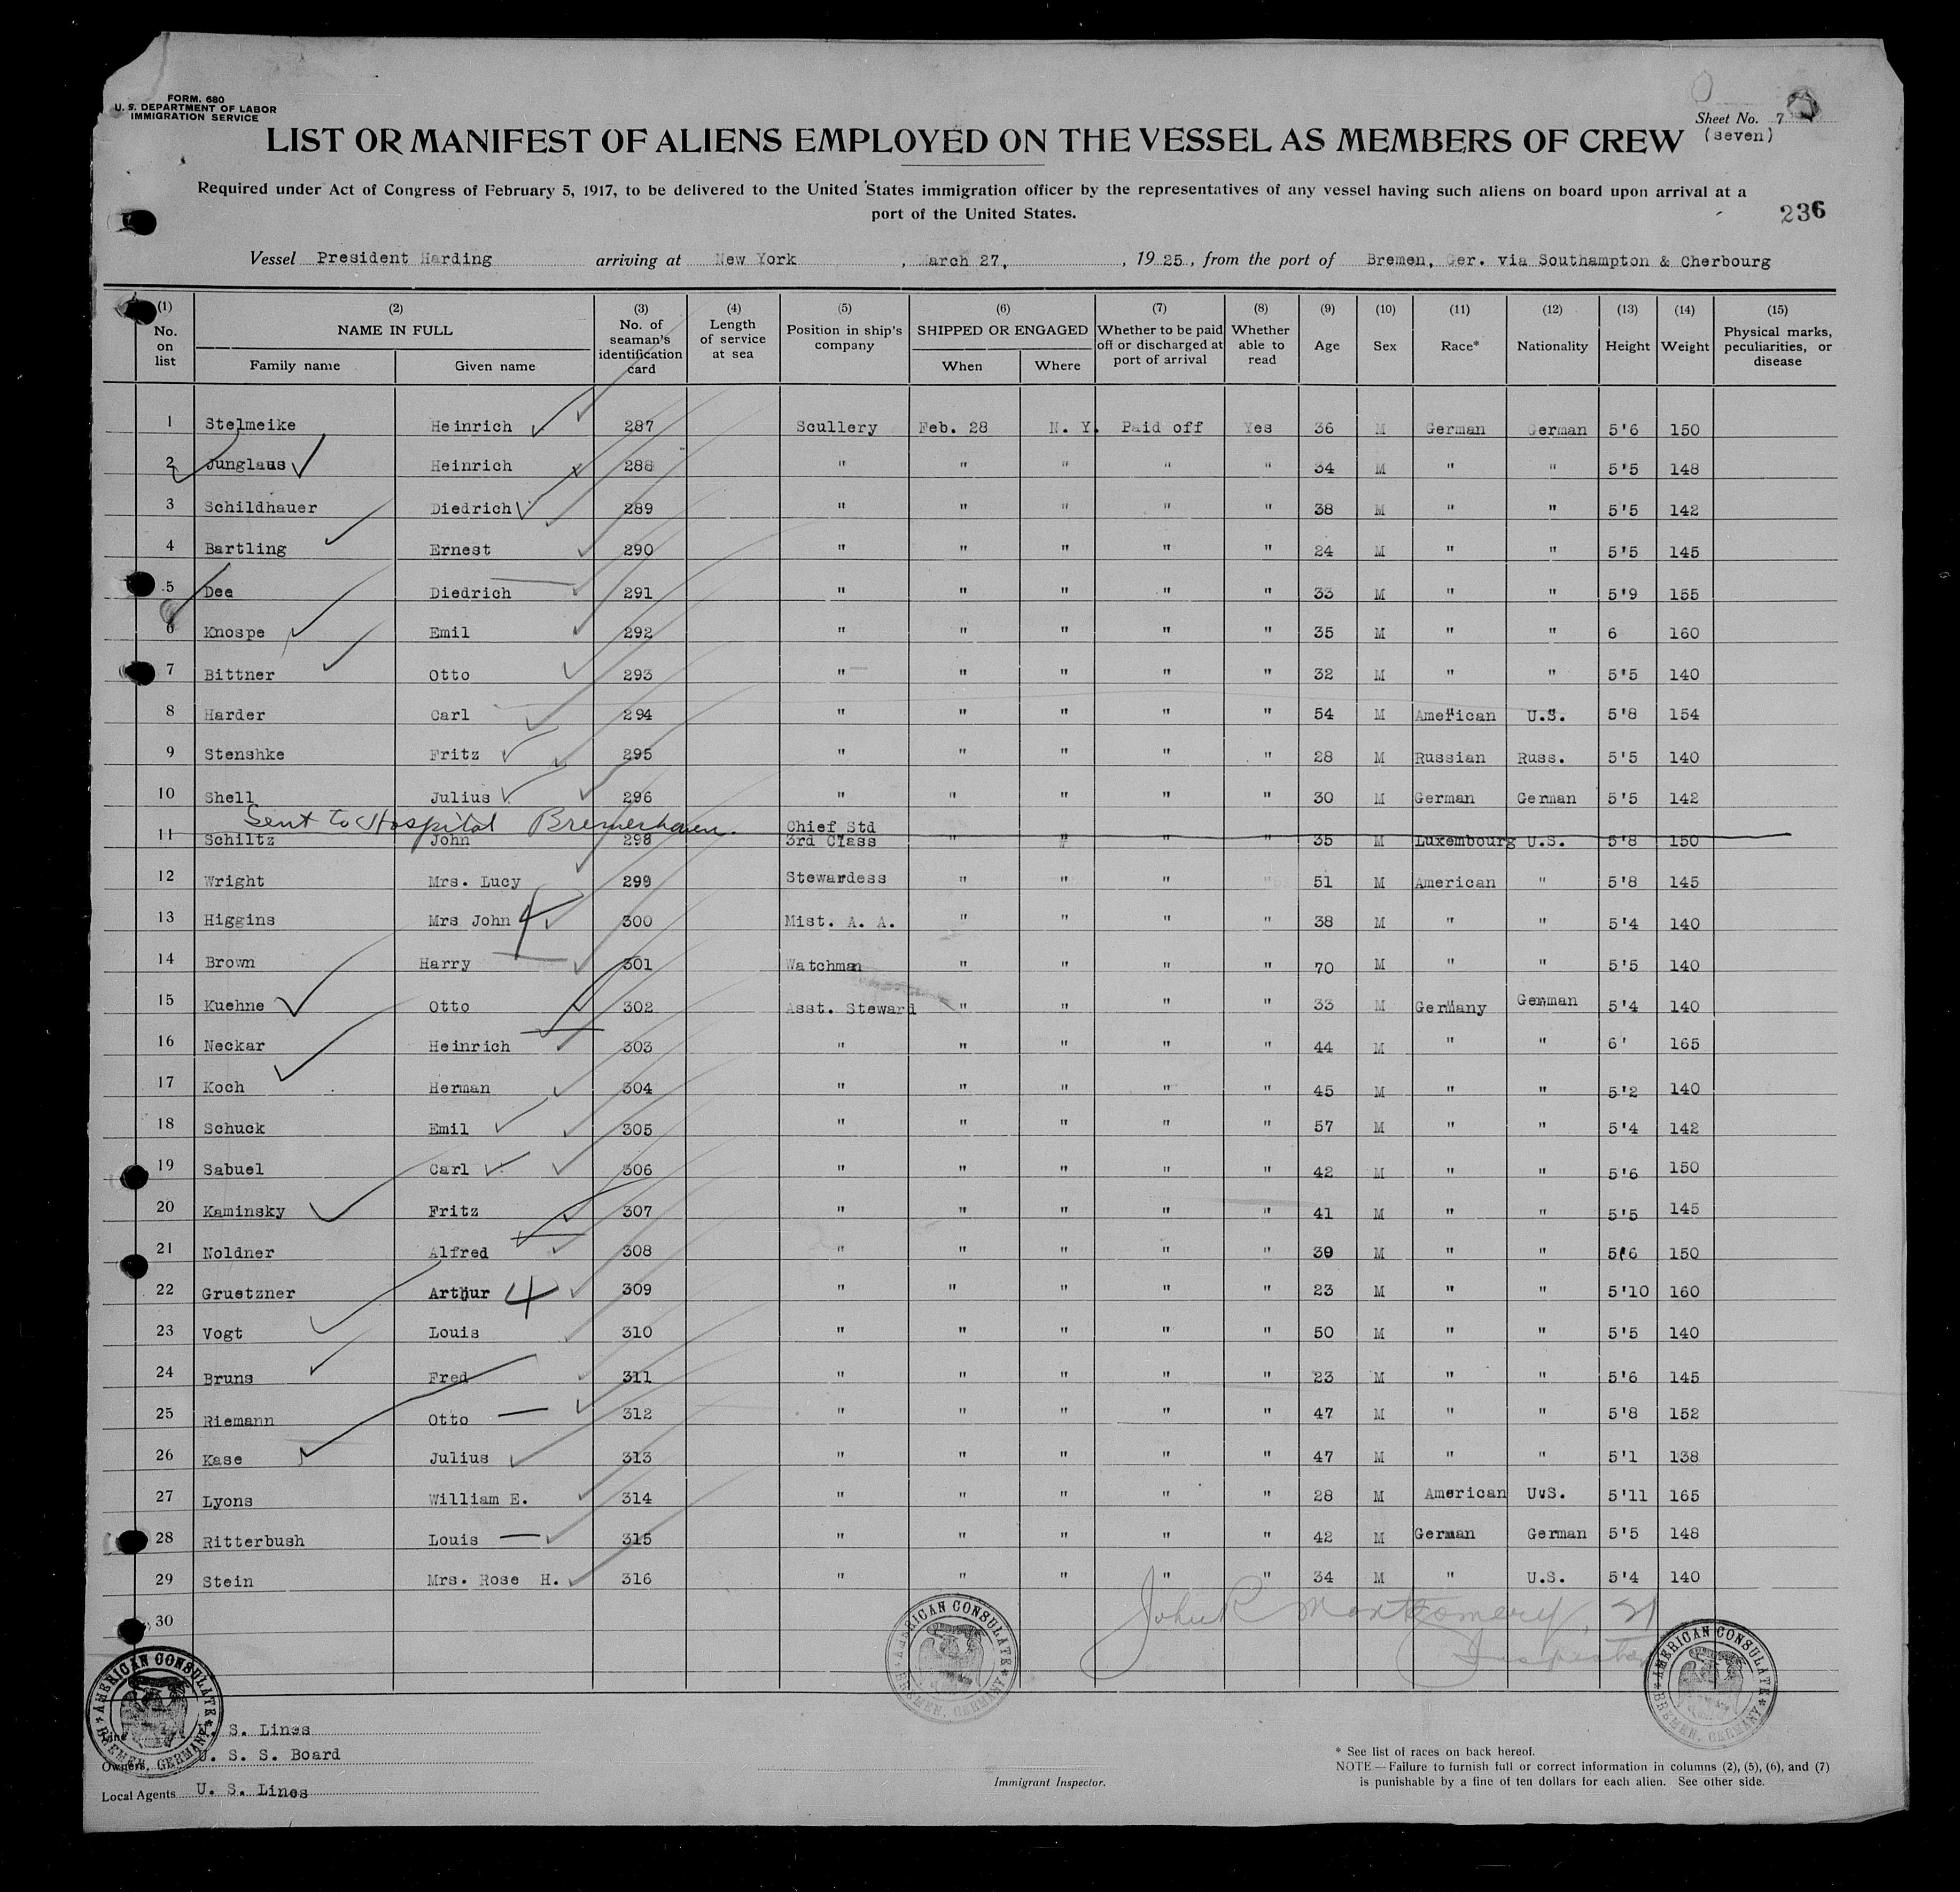 FORM. 680
U. S. DEPARTMENT OF LABOR
IMMIGRATION SERVICE
Sheet No. 7
(seven)
LIST OR MANIFEST OF ALIENS EMPLOYED ON THE VESSEL AS MEMBERS OF CREW
Required under Act of Congress of February 5, 1917, to be delivered to the United States immigration officer by the representatives of any vessel having such aliens on board upon arrival at a
port of the United States.
236
Vessel President Harding arriving at New York , March 27, , 1925, from the port of Bremen, Ger. via Southampton & Cherbourg
(1) (2) (3) (4) (5) (6) (7) (8) (9) (10) (11) (12) (13) (14) (15)
No. on list NAME IN FULL Family name Given name No. of seaman's identification card Length of service at sea Position in ship's company SHIPPED OR ENGAGED When Where Whether to be paid off or discharged at port of arrival Whether able to read Age Sex Race* Nationality Height Weight Physical marks, peculiarities, or disease
1 Stelmeike Heinrich 287 Scullery Feb. 28 N. Y. Paid off Yes 36 M German German 5'6 150
2 Junglaus Heinrich 288 " " " " " 34 M " " 5'5 148
3 Schildhauer Diedrich 289 " " " " " 38 M " " 5'5 142
4 Bartling Ernest 290 " " " " " 24 M " " 5'5 145
5 Dee Diedrich 291 " " " " " 33 M " " 5'9 155
6 Knospe Emil 292 " " " " " 35 M " " 6 160
7 Bittner Otto 293 " " " " " 32 M " " 5'5 140
8 Harder Carl 294 " " " " " 54 M American U.S. 5'8 154
9 Stenshke Fritz 295 " " " " " 28 M Russian Russ. 5'5 140
10 Shell Julius 296 " " " " " 30 M German German 5'5 142
Sent to Hospital Bremerhaven.
11 Schiltz John 298 Chief Std 3rd Class " " " " 35 M Luxembourg U.S. 5'8 150
12 Wright Mrs. Lucy 299 Stewardess " " " " 51 M American " 5'8 145
13 Higgins Mrs John 300 Mist. A. A. " " " " 38 M " " 5'4 140
14 Brown Harry 301 Watchman " " " " 70 M " " 5'5 140
15 Kuehne Otto 302 Asst. Steward " " " " 33 M Germany German 5'4 140
16 Neckar Heinrich 303 " " " " " 44 M " " 6' 165
17 Koch Herman 304 " " " " " 45 M " " 5'2 140
18 Schuck Emil 305 " " " " " 57 M " " 5'4 142
19 Sabuel Carl 306 " " " " " 42 M " " 5'6 150
20 Kaminsky Fritz 307 " " " " " 41 M " " 5'5 145
21 Noldner Alfred 308 " " " " " 39 M " " 5'6 150
22 Gruetzner Arthur 309 " " " " " 23 M " " 5'10 160
23 Vogt Louis 310 " " " " " 50 M " " 5'5 140
24 Bruns Fred 311 " " " " " 23 M " " 5'6 145
25 Riemann Otto 312 " " " " " 47 M " " 5'8 152
26 Kase Julius 313 " " " " " 47 M " " 5'1 138
27 Lyons William E. 314 " " " " " 28 M American U.S. 5'11 165
28 Ritterbush Louis 315 " " " " " 42 M German German 5'5 148
29 Stein Mrs. Rose H. 316 " " " " " 34 M " U.S. 5'4 140
30
John R Montgomery
Inspector
AMERICAN CONSULATE BREMEN, GERMANY
AMERICAN CONSULATE BREMEN, GERMANY
AMERICAN CONSULATE BREMEN, GERMANY
Line U. S. Lines
Owners, U. S. S. Board
Local Agents U. S. Lines
Immigrant Inspector.
* See list of races on back hereof.
NOTE—Failure to furnish full or correct information in columns (2), (5), (6), and (7)
is punishable by a fine of ten dollars for each alien. See other side.